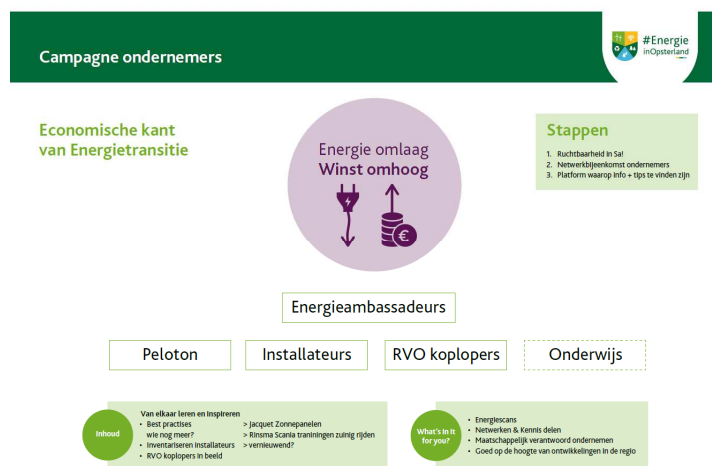 Campagne ondernemers
#Energie
inOpsterland
Economische kant
van Energietransitie
Energie omlaag
Winst omhoog
€
Stappen
1. Ruchtbaarheid in Sa!
2. Netwerkbijeenkomst ondernemers
3. Platform waarop info + tips te vinden zijn
Energieambassadeurs
Peloton
Installateurs
RVO koplopers
Onderwijs
Inhoud
Van elkaar leren en inspireren
• Best practises
wie nog meer?
• Inventariseren installateurs
• RVO koplopers in beeld
> Jacquet Zonnepanelen
> Rinsma Scania traniningen zuinig rijden
> vernieuwend?
What's in it
for you?
• Energiescans
• Netwerken & Kennis delen
• Maatschappelijk verantwoord ondernemen
• Goed op de hoogte van ontwikkelingen in de regio